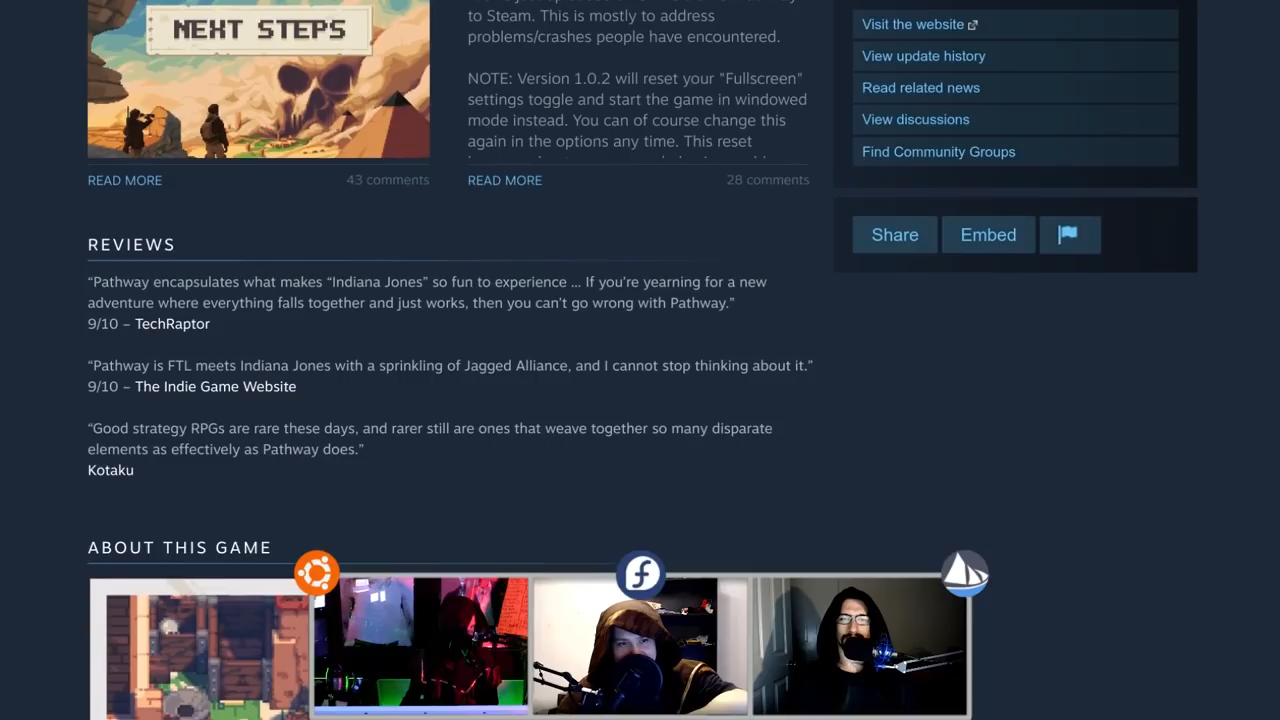 NEXT STEPS
to Steam. This is mostly to address
problems/crashes people have encountered.
NOTE: Version 1.0.2 will reset your "Fullscreen"
settings toggle and start the game in windowed
mode instead. You can of course change this
again in the options any time. This reset
READ MORE
43 comments
READ MORE
28 comments
Visit the website
View update history
Read related news
View discussions
Find Community Groups
Share
Embed
REVIEWS
“Pathway encapsulates what makes “Indiana Jones” so fun to experience ... If you’re yearning for a new
adventure where everything falls together and just works, then you can’t go wrong with Pathway.”
9/10 – TechRaptor
“Pathway is FTL meets Indiana Jones with a sprinkling of Jagged Alliance, and I cannot stop thinking about it.”
9/10 – The Indie Game Website
“Good strategy RPGs are rare these days, and rarer still are ones that weave together so many disparate
elements as effectively as Pathway does.”
Kotaku
ABOUT THIS GAME